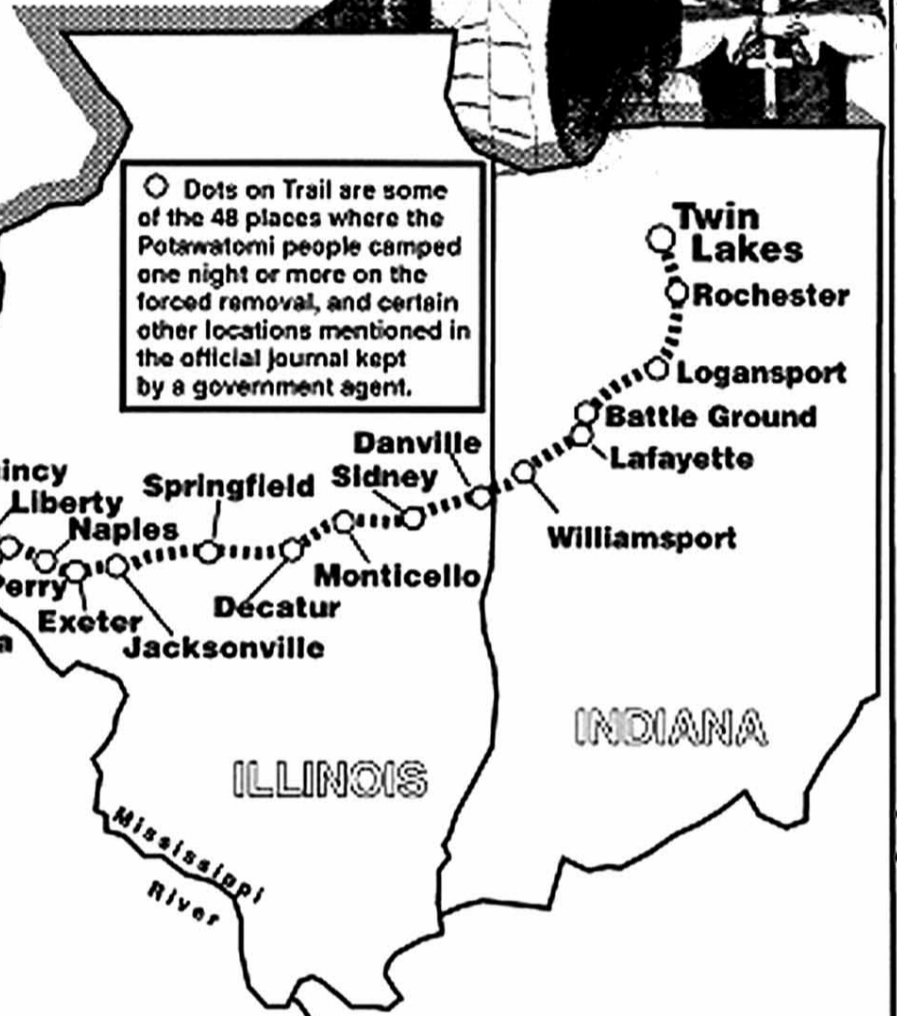 Dots on Trail are some
of the 48 places where the
Potawatomi people camped
one night or more on the
forced removal, and certain
other locations mentioned in
the official journal kept
by a government agent.
Twin
Lakes
Rochester
Logansport
Battle Ground
Lafayette
Williamsport
Danville
Sidney
Monticello
Decatur
Springfield
Jacksonville
Exeter
Naples
Liberty
incy
erry
a
INDIANA
ILLINOIS
Mississippi
River